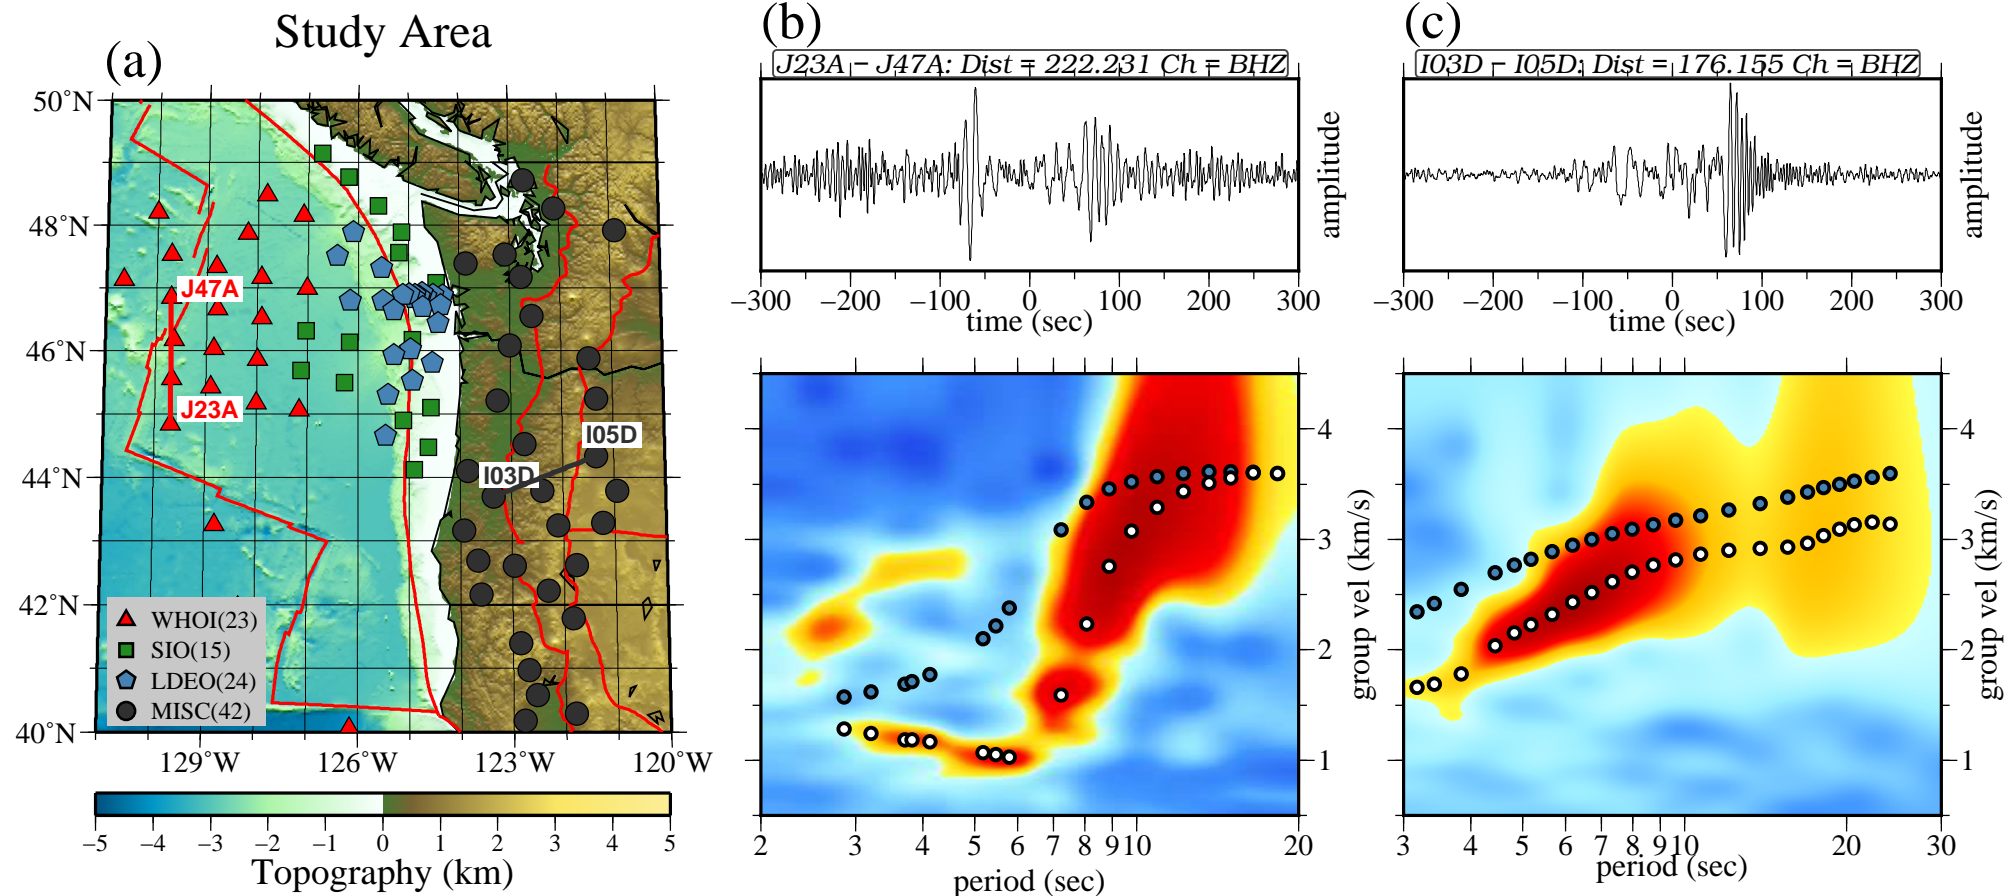 Study Area
(a)
50°N
48°N
46°N
44°N
42°N
40°N
J47A
J23A
I05D
I03D
WHOI(23)
SIO(15)
LDEO(24)
MISC(42)
129°W 126°W 123°W 120°W
−5 −4 −3 −2 −1 0 1 2 3 4 5
Topography (km)
(b)
J23A − J47A: Dist = 222.231 Ch = BHZ
amplitude
−300 −200 −100 0 100 200 300
time (sec)
4
3
2
1
group vel (km/s)
2 3 4 5 6 7 8 9 10 20
period (sec)
(c)
I03D − I05D: Dist = 176.155 Ch = BHZ
amplitude
−300 −200 −100 0 100 200 300
time (sec)
4
3
2
1
group vel (km/s)
3 4 5 6 7 8 9 10 20 30
period (sec)